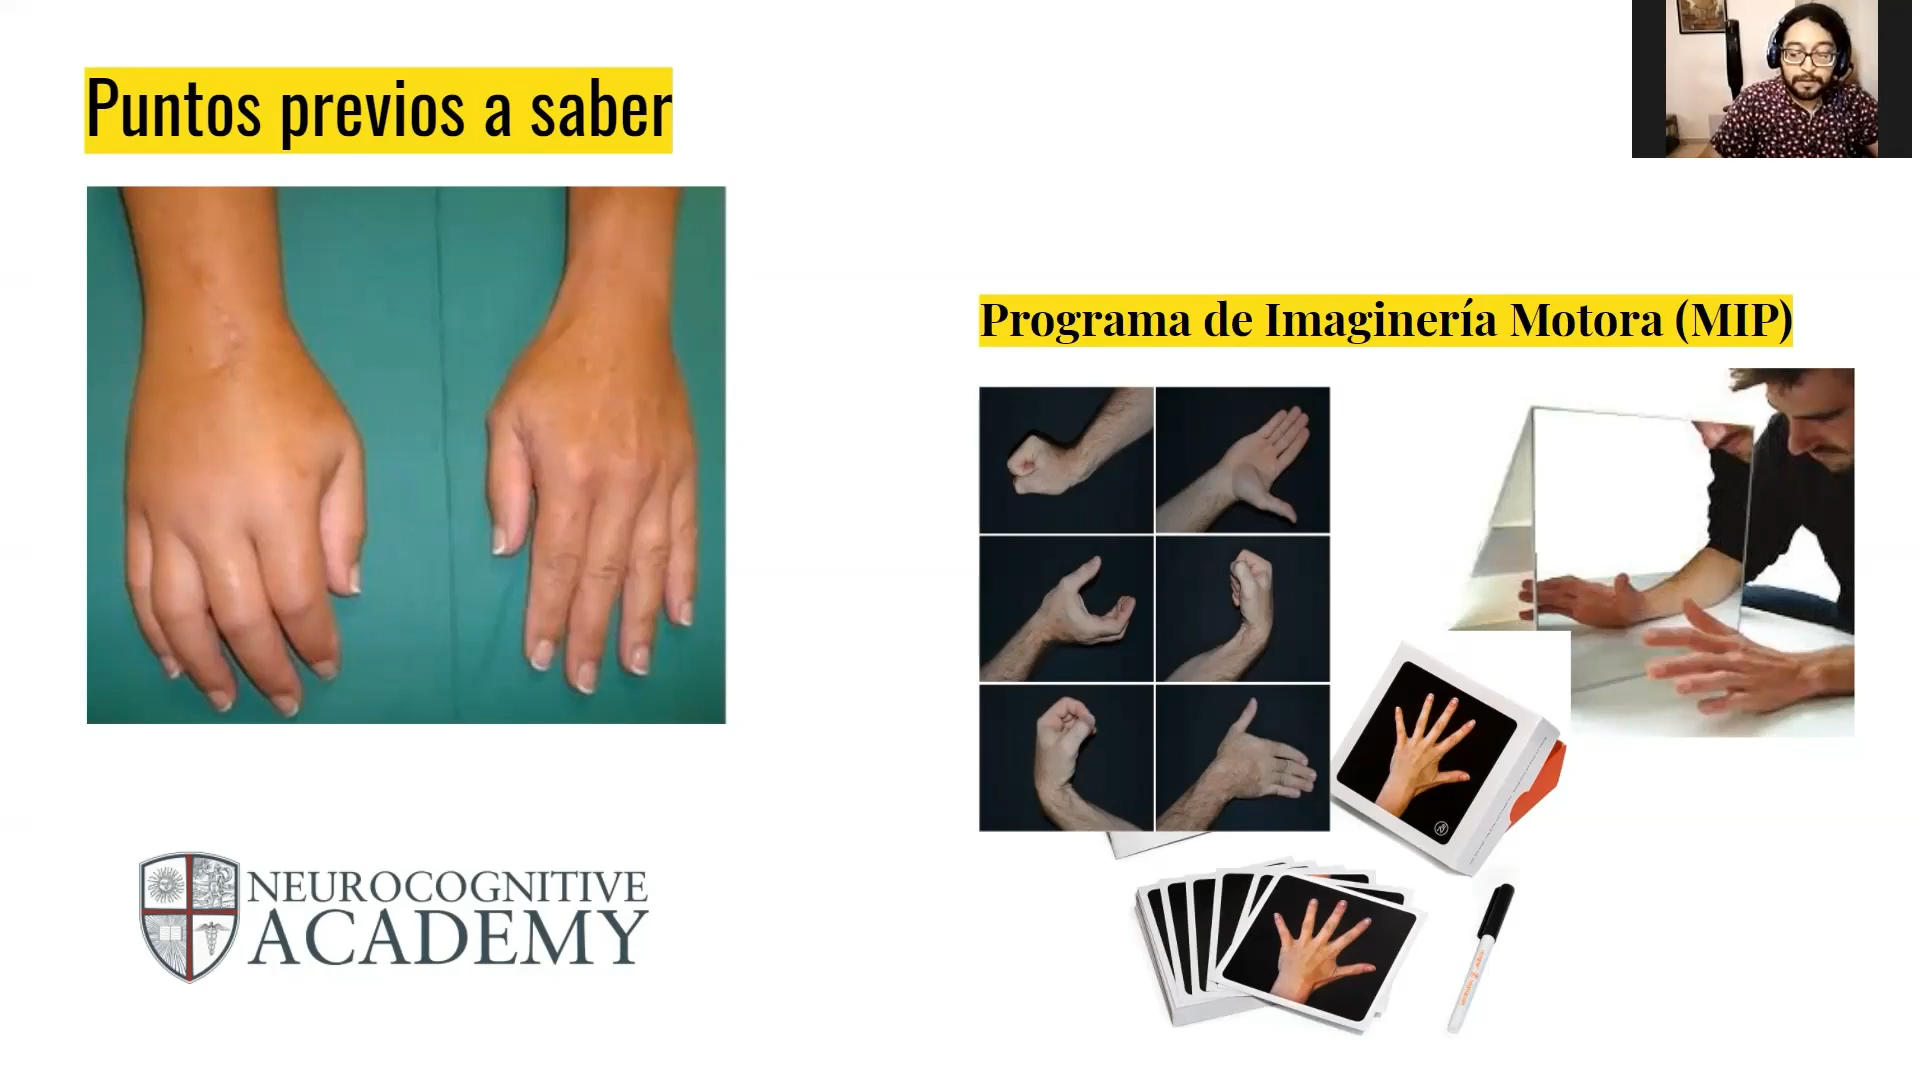 Puntos previos a saber
Programa de Imaginería Motora (MIP)
NEUROCOGNITIVE
ACADEMY